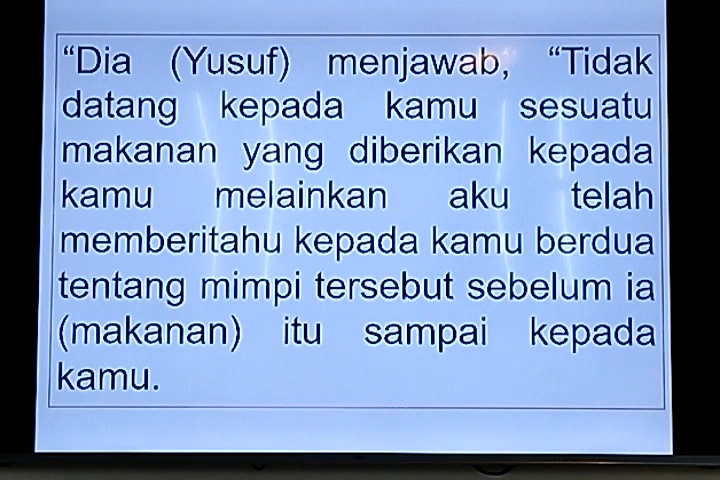 “Dia (Yusuf) menjawab, “Tidak
datang kepada kamu sesuatu
makanan yang diberikan kepada
kamu melainkan aku telah
memberitahu kepada kamu berdua
tentang mimpi tersebut sebelum ia
(makanan) itu sampai kepada
kamu.